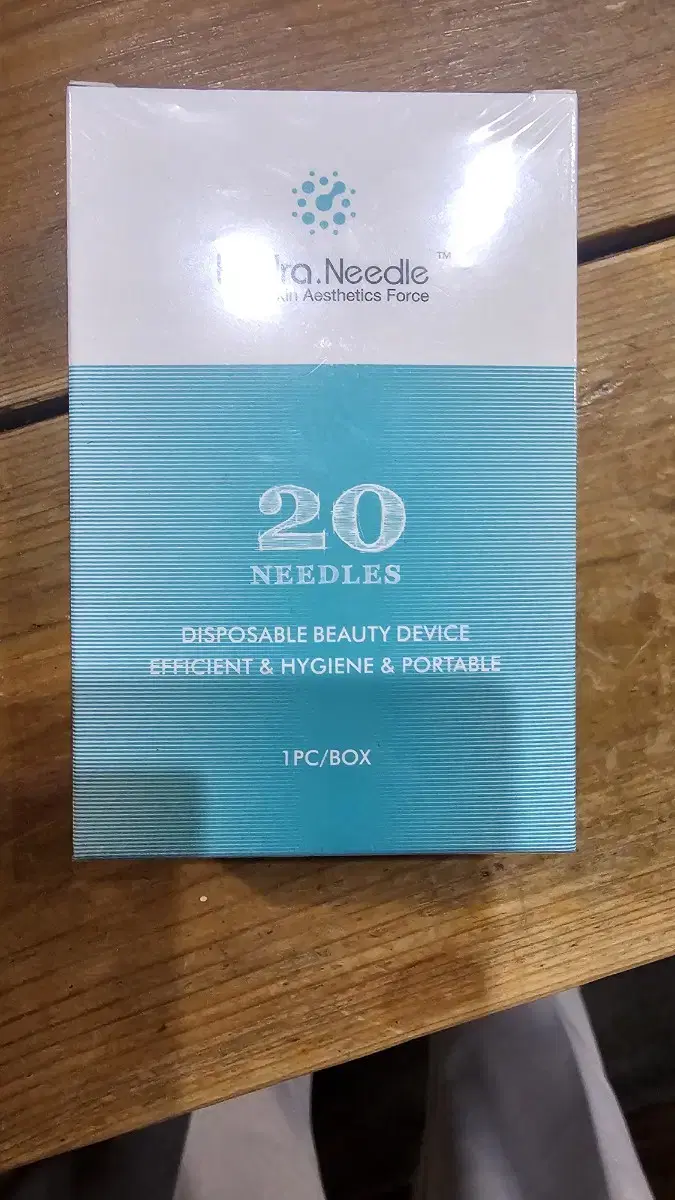 Needle™
Aesthetics Force
20
NEEDLES
DISPOSABLE BEAUTY DEVICE
EFFICIENT & HYGIENE & PORTABLE
1PC/BOX